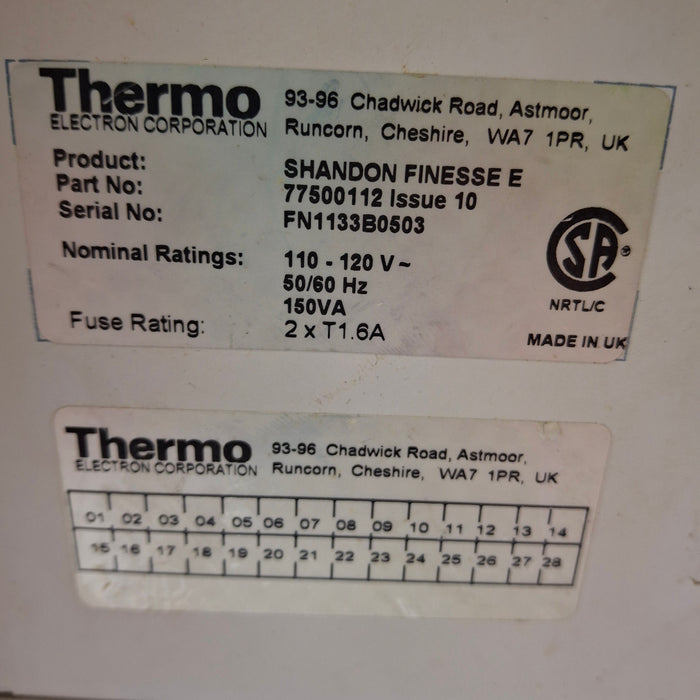 Thermo
ELECTRON CORPORATION
93-96 Chadwick Road, Astmoor,
Runcorn, Cheshire, WA7 1PR, UK
Product: SHANDON FINESSE E
Part No: 77500112 Issue 10
Serial No: FN1133B0503
Nominal Ratings: 110 - 120 V ~
50/60 Hz
150VA
Fuse Rating: 2 x T1.6A
SA ®
NRTL/C
MADE IN UK
Thermo
ELECTRON CORPORATION
93-96 Chadwick Road, Astmoor,
Runcorn, Cheshire, WA7 1PR, UK
01 02 03 04 05 06 07 08 09 10 11 12 13 14
15 16 17 18 19 20 21 22 23 24 25 26 27 28